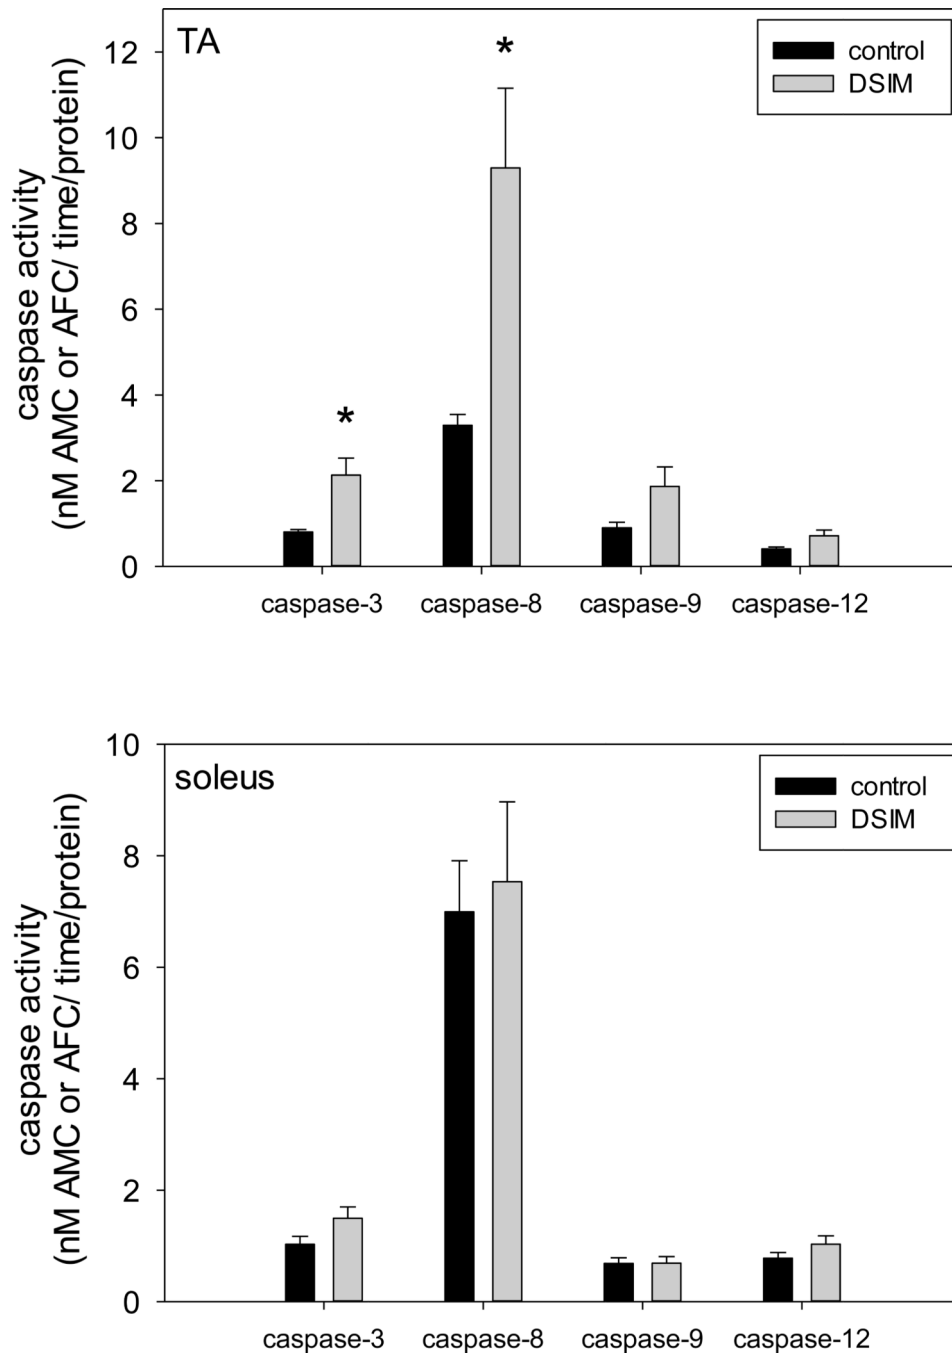 TA
*
*
control
DSIM
12
10
8
6
4
2
0
caspase activity
(nM AMC or AFC/ time/protein)
caspase-3 caspase-8 caspase-9 caspase-12
soleus
control
DSIM
10
8
6
4
2
0
caspase activity
(nM AMC or AFC/ time/protein)
caspase-3 caspase-8 caspase-9 caspase-12